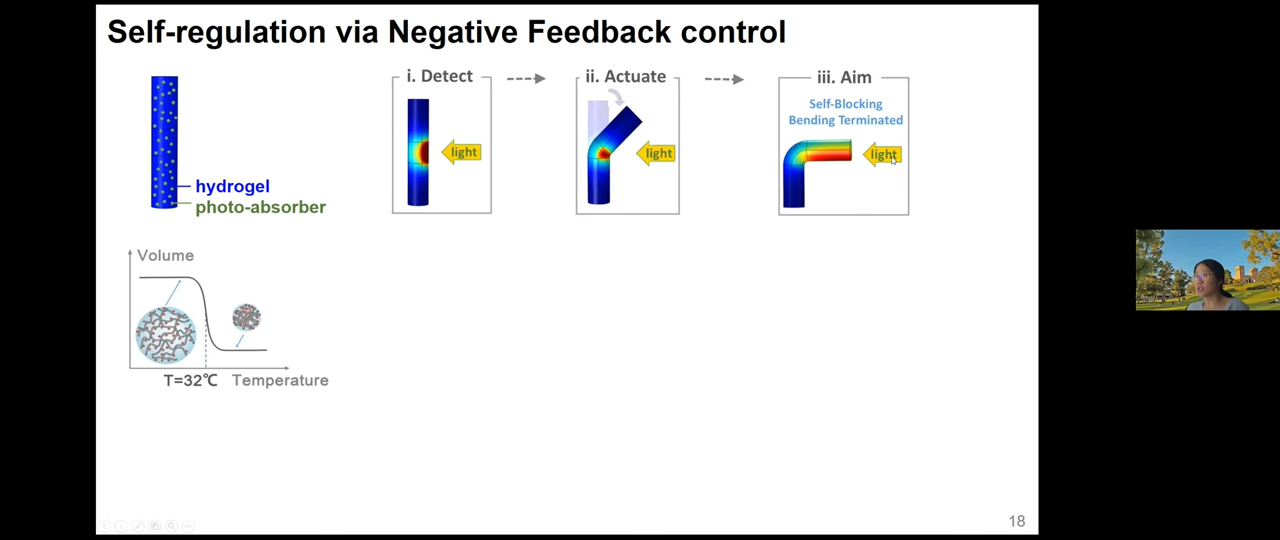 Self-regulation via Negative Feedback control
i. Detect
ii. Actuate
iii. Aim
Self-Blocking
Bending Terminated
light
light
light
hydrogel
photo-absorber
Volume
T=32℃
Temperature
18